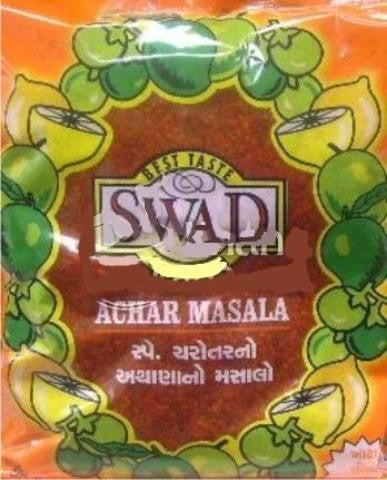 BEST TASTE
SWAD
ACHAR MASALA
સ્પે. ચરોતરનો
અથાણાનો મસાલો
ખાટા